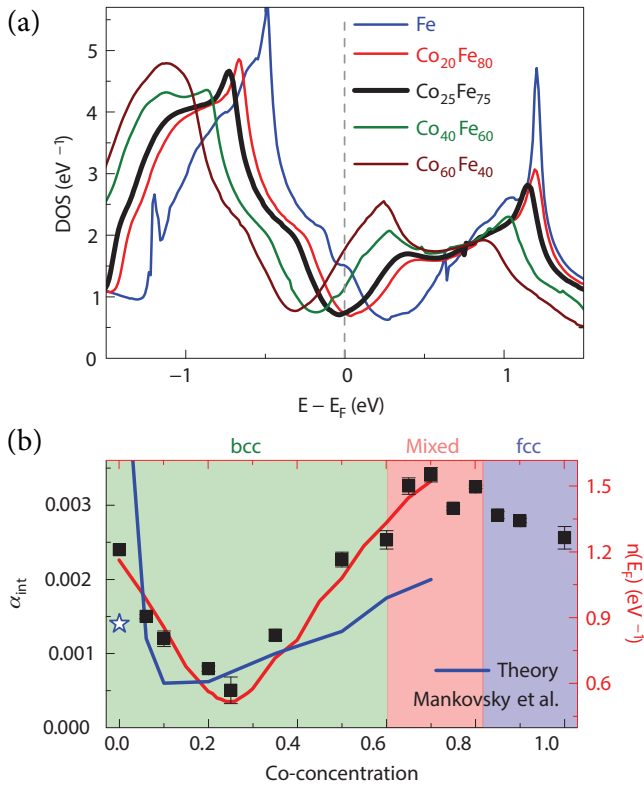 (a)
DOS (eV ⁻¹)
5
4
3
2
1
0
Fe
Co₂₀Fe₈₀
Co₂₅Fe₇₅
Co₄₀Fe₆₀
Co₆₀Fe₄₀
−1
0
1
E − E_F (eV)
(b)
bcc
Mixed
fcc
α_int
0.003
0.002
0.001
0.000
1.5
1.2
0.9
0.6
n(E_F) (eV⁻¹)
Theory
Mankovsky et al.
0.0
0.2
0.4
0.6
0.8
1.0
Co-concentration